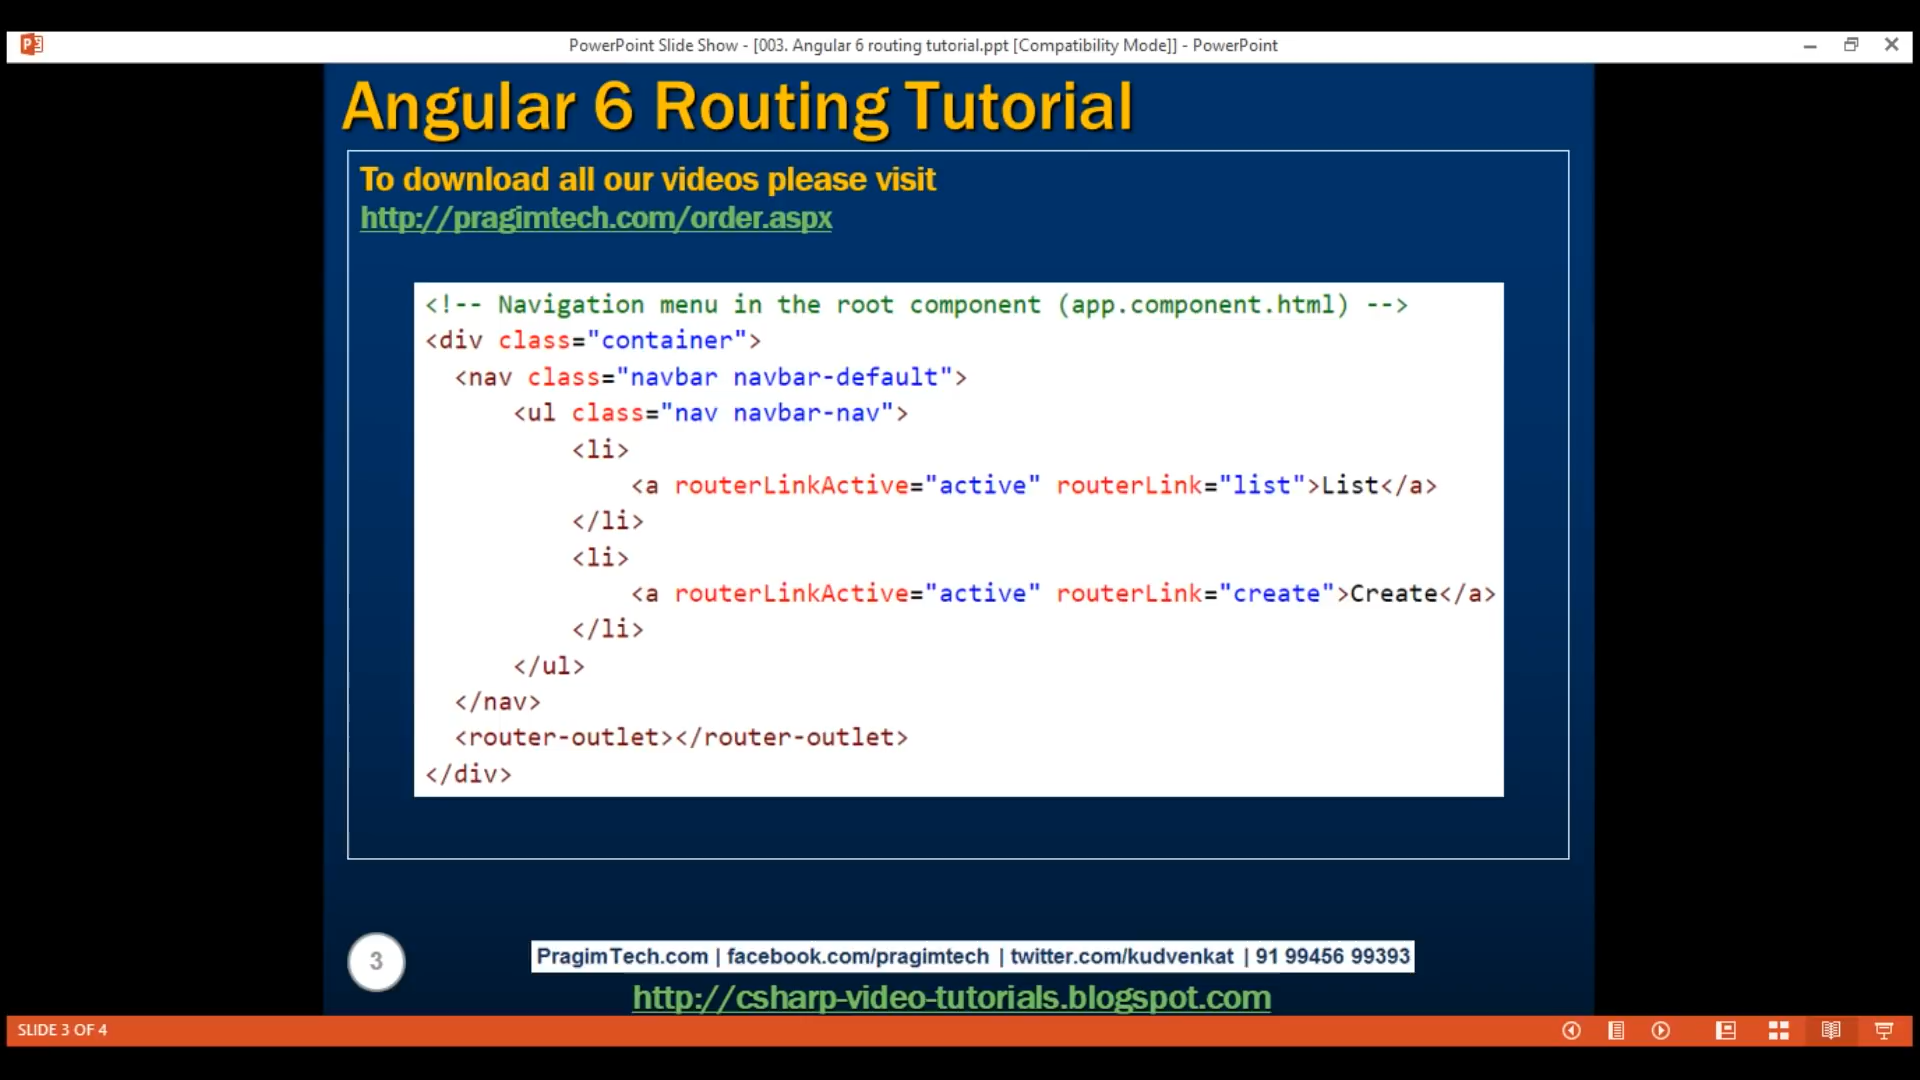 PowerPoint Slide Show - [003. Angular 6 routing tutorial.ppt [Compatibility Mode]] - PowerPoint
Angular 6 Routing Tutorial
To download all our videos please visit
http://pragimtech.com/order.aspx
<!-- Navigation menu in the root component (app.component.html) -->
<div class="container">
  <nav class="navbar navbar-default">
      <ul class="nav navbar-nav">
          <li>
              <a routerLinkActive="active" routerLink="list">List</a>
          </li>
          <li>
              <a routerLinkActive="active" routerLink="create">Create</a>
          </li>
      </ul>
  </nav>
  <router-outlet></router-outlet>
</div>
3
PragimTech.com | facebook.com/pragimtech | twitter.com/kudvenkat | 91 99456 99393
http://csharp-video-tutorials.blogspot.com
SLIDE 3 OF 4